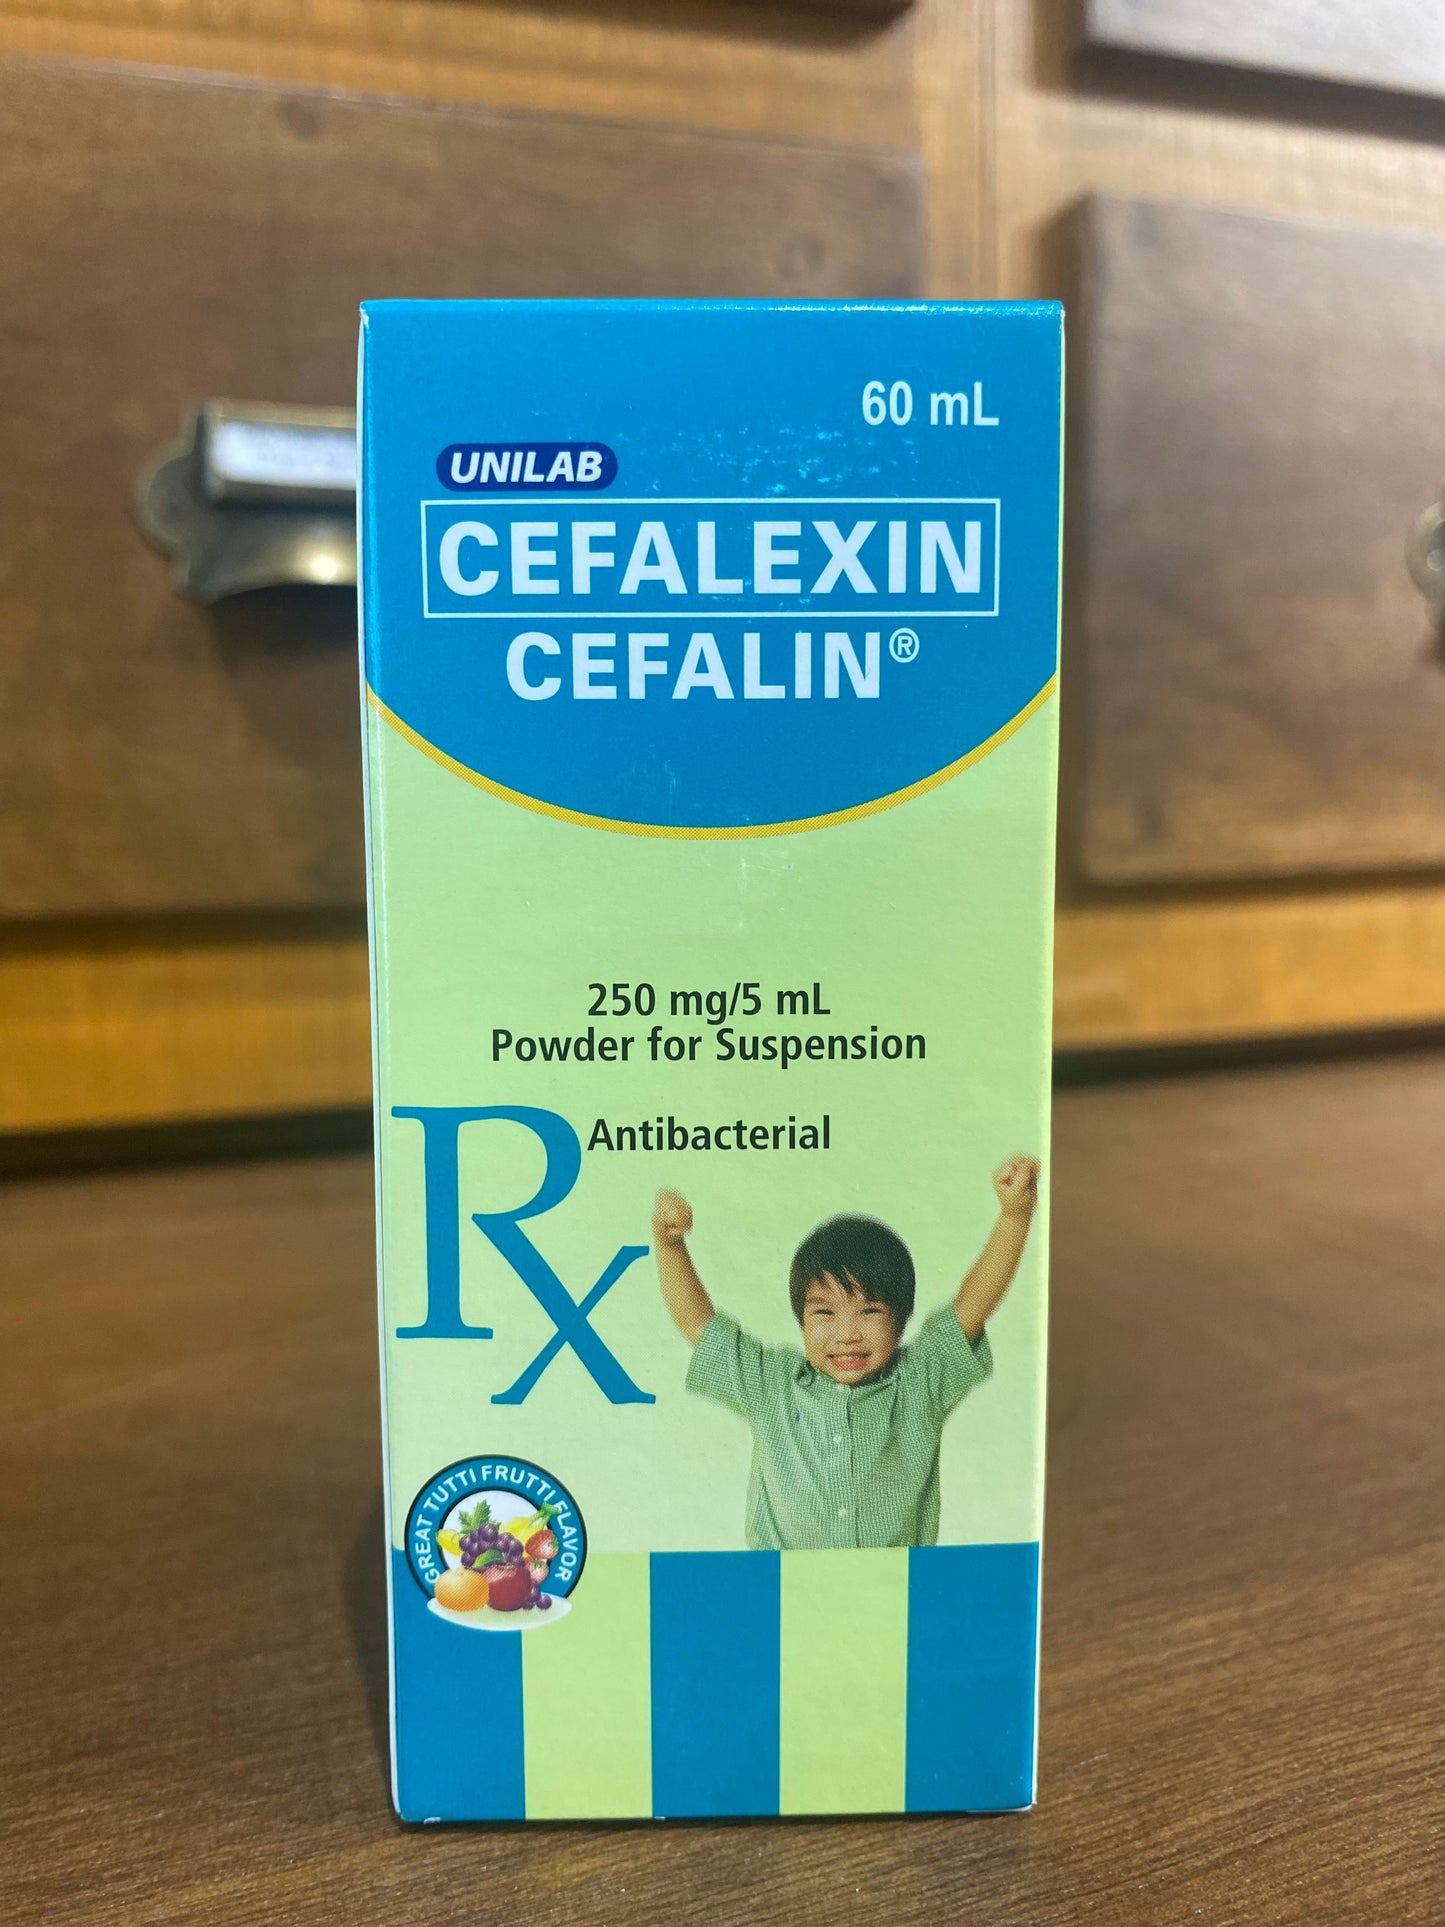 60 mL
UNILAB
CEFALEXIN
CEFALIN®
250 mg/5 mL
Powder for Suspension
Antibacterial
Rx
GREAT TUTTI FRUTTI FLAVOR